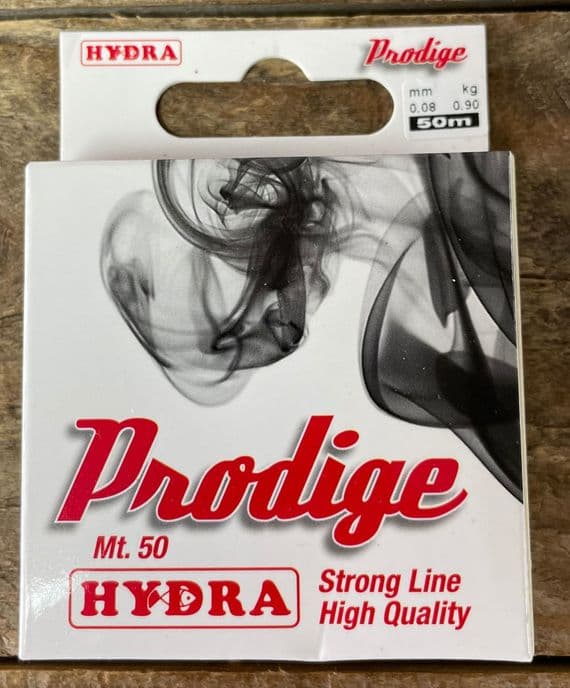 HYDRA
Prodige
mm kg
0.08 0.90
50m
Prodige
Mt. 50
HYDRA
Strong Line
High Quality